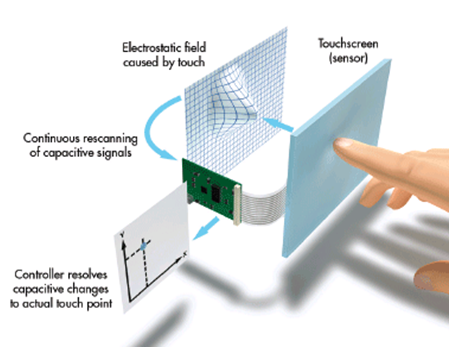 Electrostatic field
caused by touch
Touchscreen
(sensor)
Continuous rescanning
of capacitive signals
Y
X
Controller resolves
capacitive changes
to actual touch point